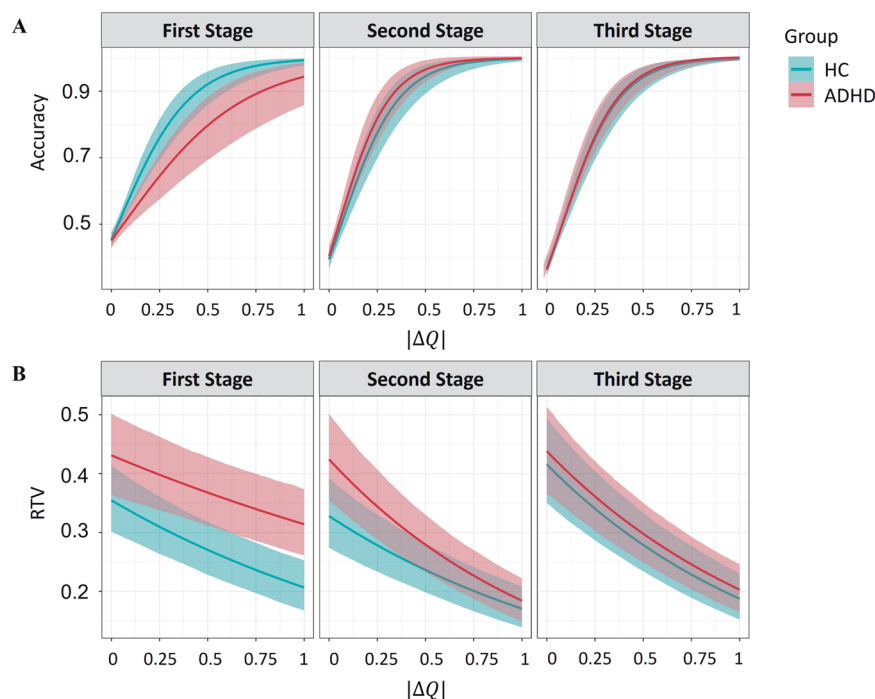 A
First Stage Second Stage Third Stage
Group
HC
ADHD
Accuracy
0.9
0.7
0.5
0 0.25 0.5 0.75 1 0 0.25 0.5 0.75 1 0 0.25 0.5 0.75 1
|ΔQ|
B
First Stage Second Stage Third Stage
RTV
0.5
0.4
0.3
0.2
0 0.25 0.5 0.75 1 0 0.25 0.5 0.75 1 0 0.25 0.5 0.75 1
|ΔQ|